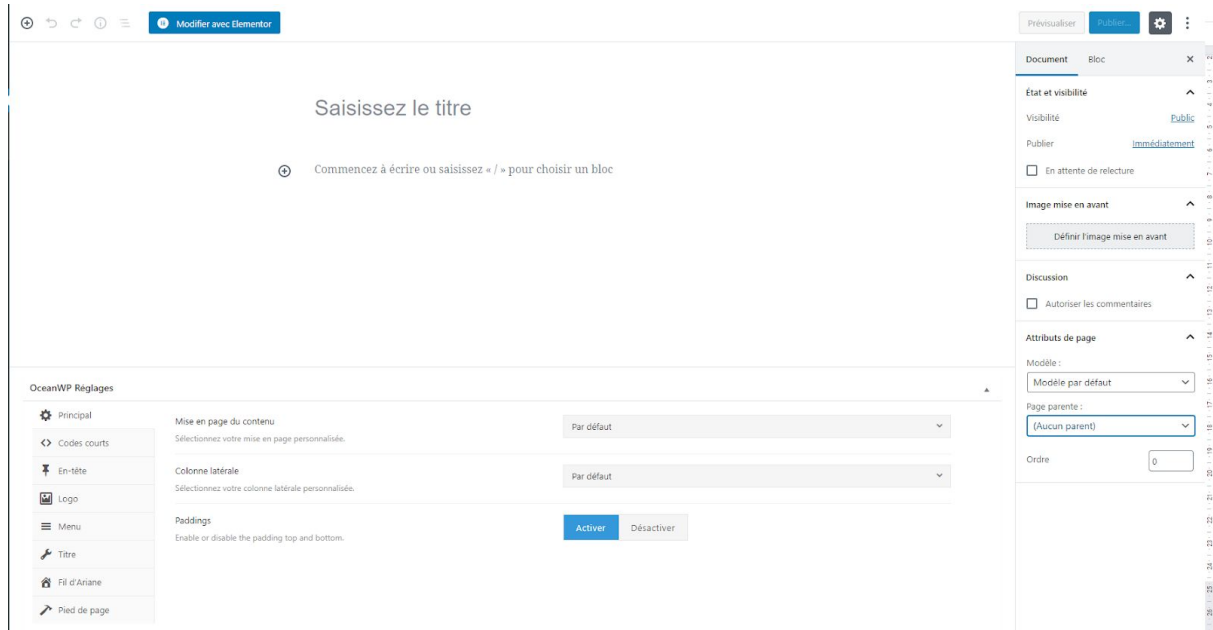 Modifier avec Elementor
Prévisualiser
Publier...
Document
Bloc
État et visibilité
Visibilité
Public
Publier
Immédiatement
En attente de relecture
Image mise en avant
Définir l'image mise en avant
Discussion
Autoriser les commentaires
Attributs de page
Modèle :
Modèle par défaut
Page parente :
(Aucun parent)
Ordre
0
Saisissez le titre
Commencez à écrire ou saisissez « / » pour choisir un bloc
OceanWP Réglages
Principal
Codes courts
En-tête
Logo
Menu
Titre
Fil d'Ariane
Pied de page
Mise en page du contenu
Sélectionnez votre mise en page personnalisée.
Par défaut
Colonne latérale
Sélectionnez votre colonne latérale personnalisée.
Par défaut
Paddings
Enable or disable the padding top and bottom.
Activer
Désactiver